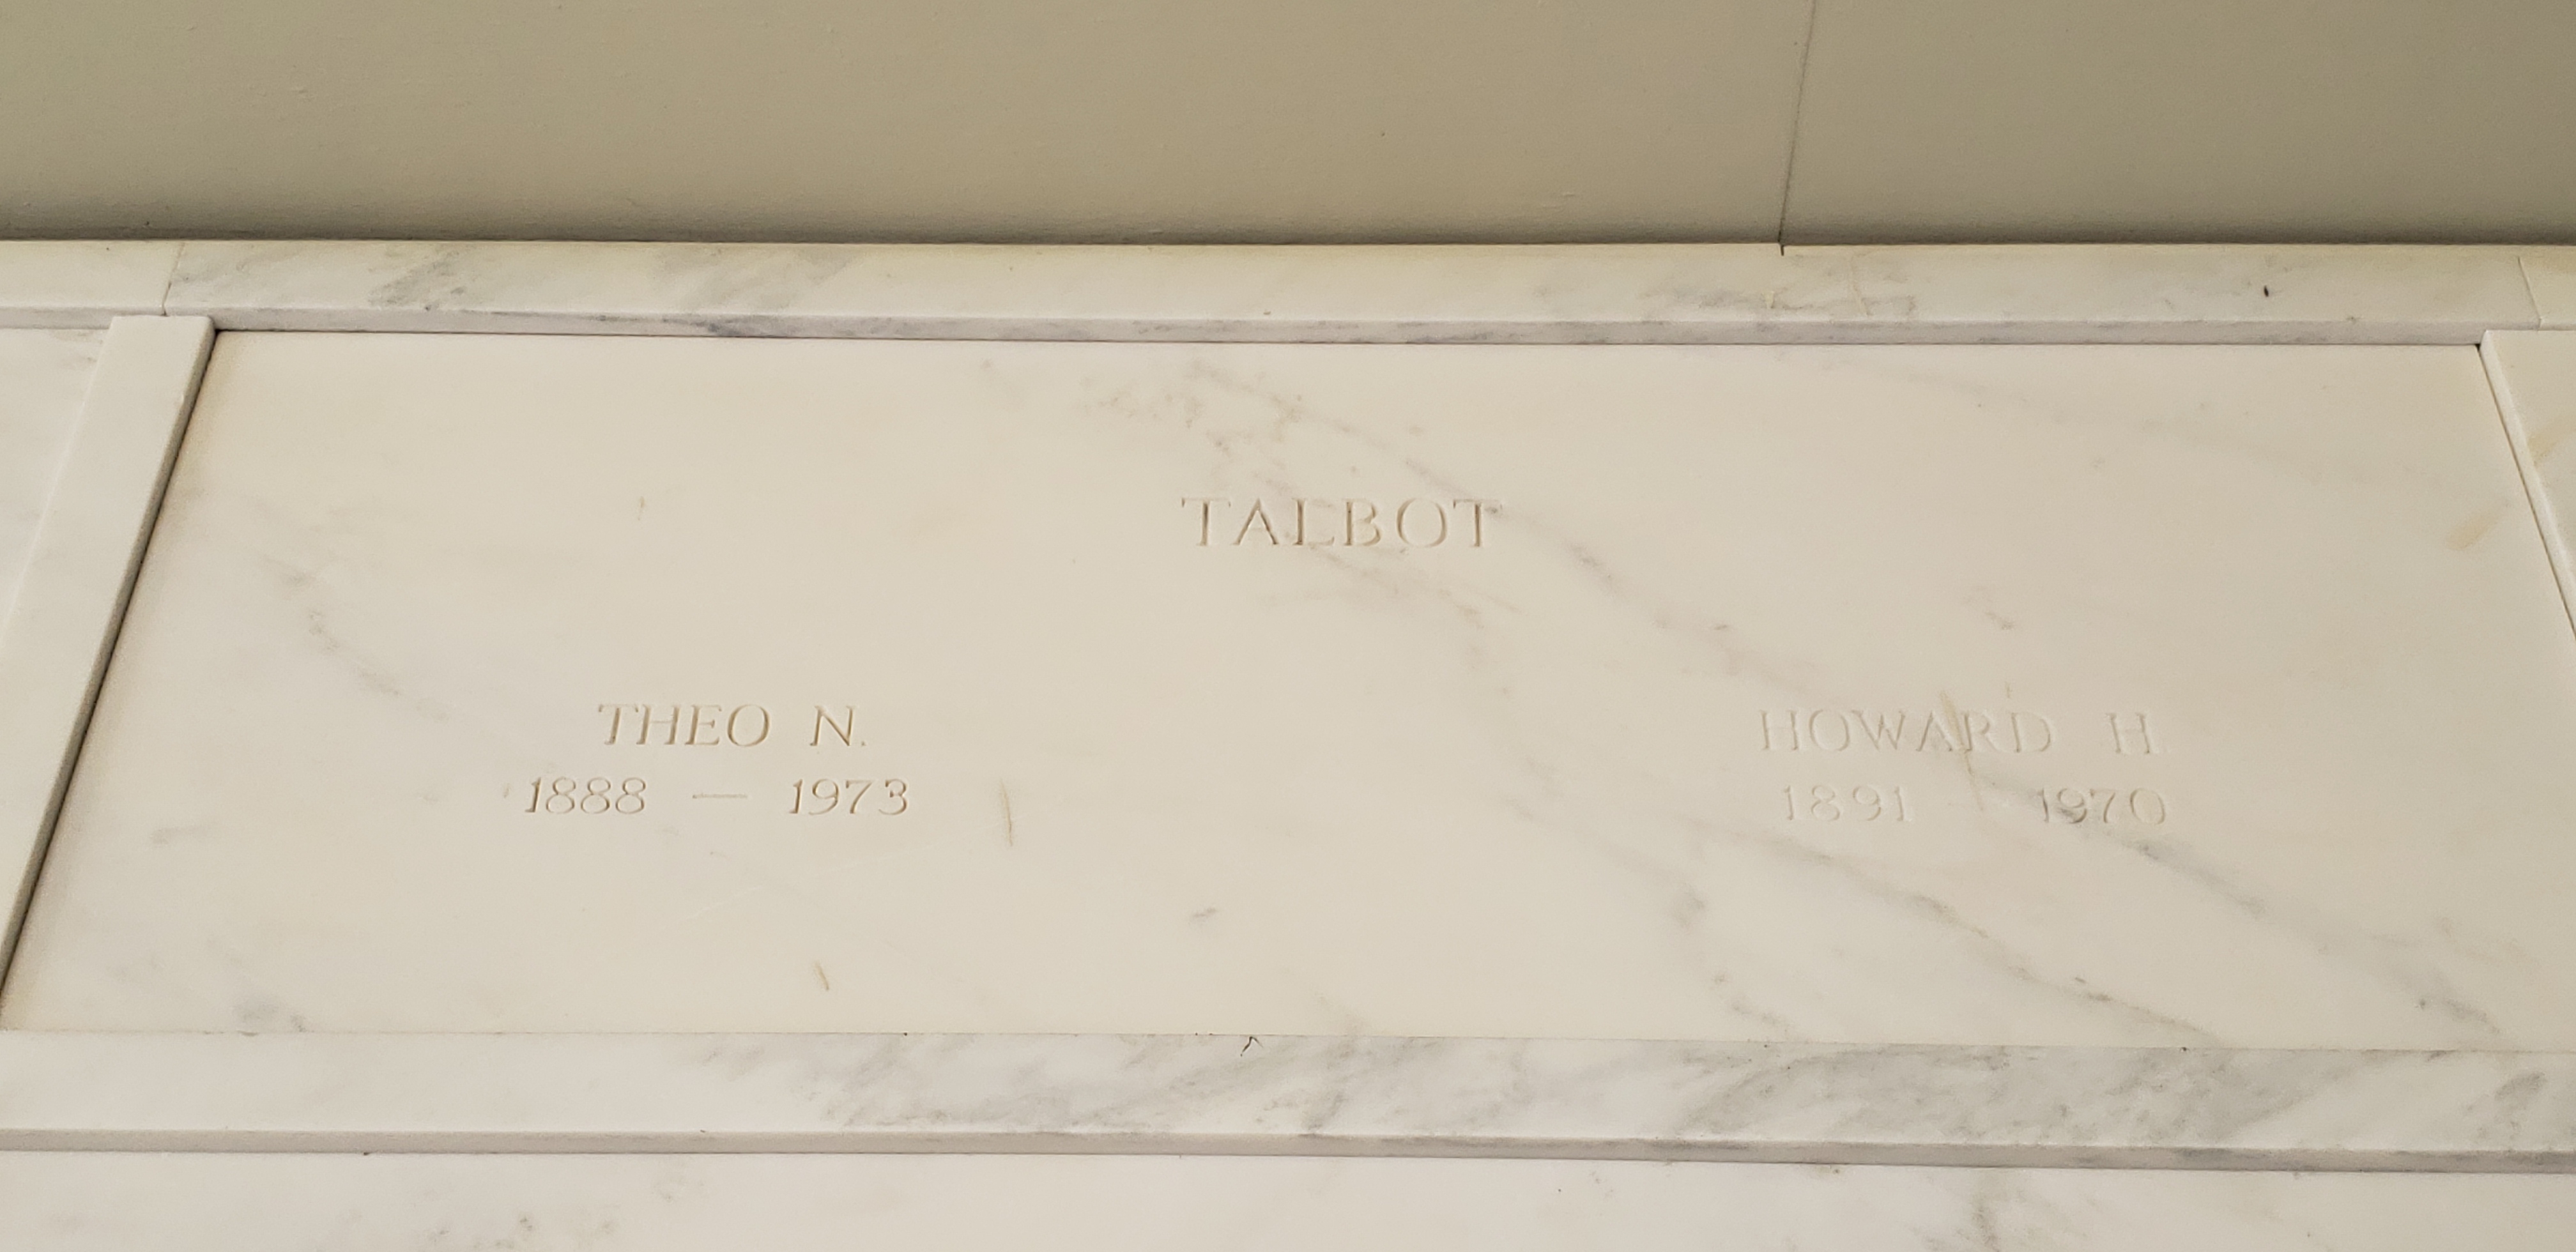 TALBOT
THEO N.
1888 — 1973
HOWARD H.
1891 — 1970